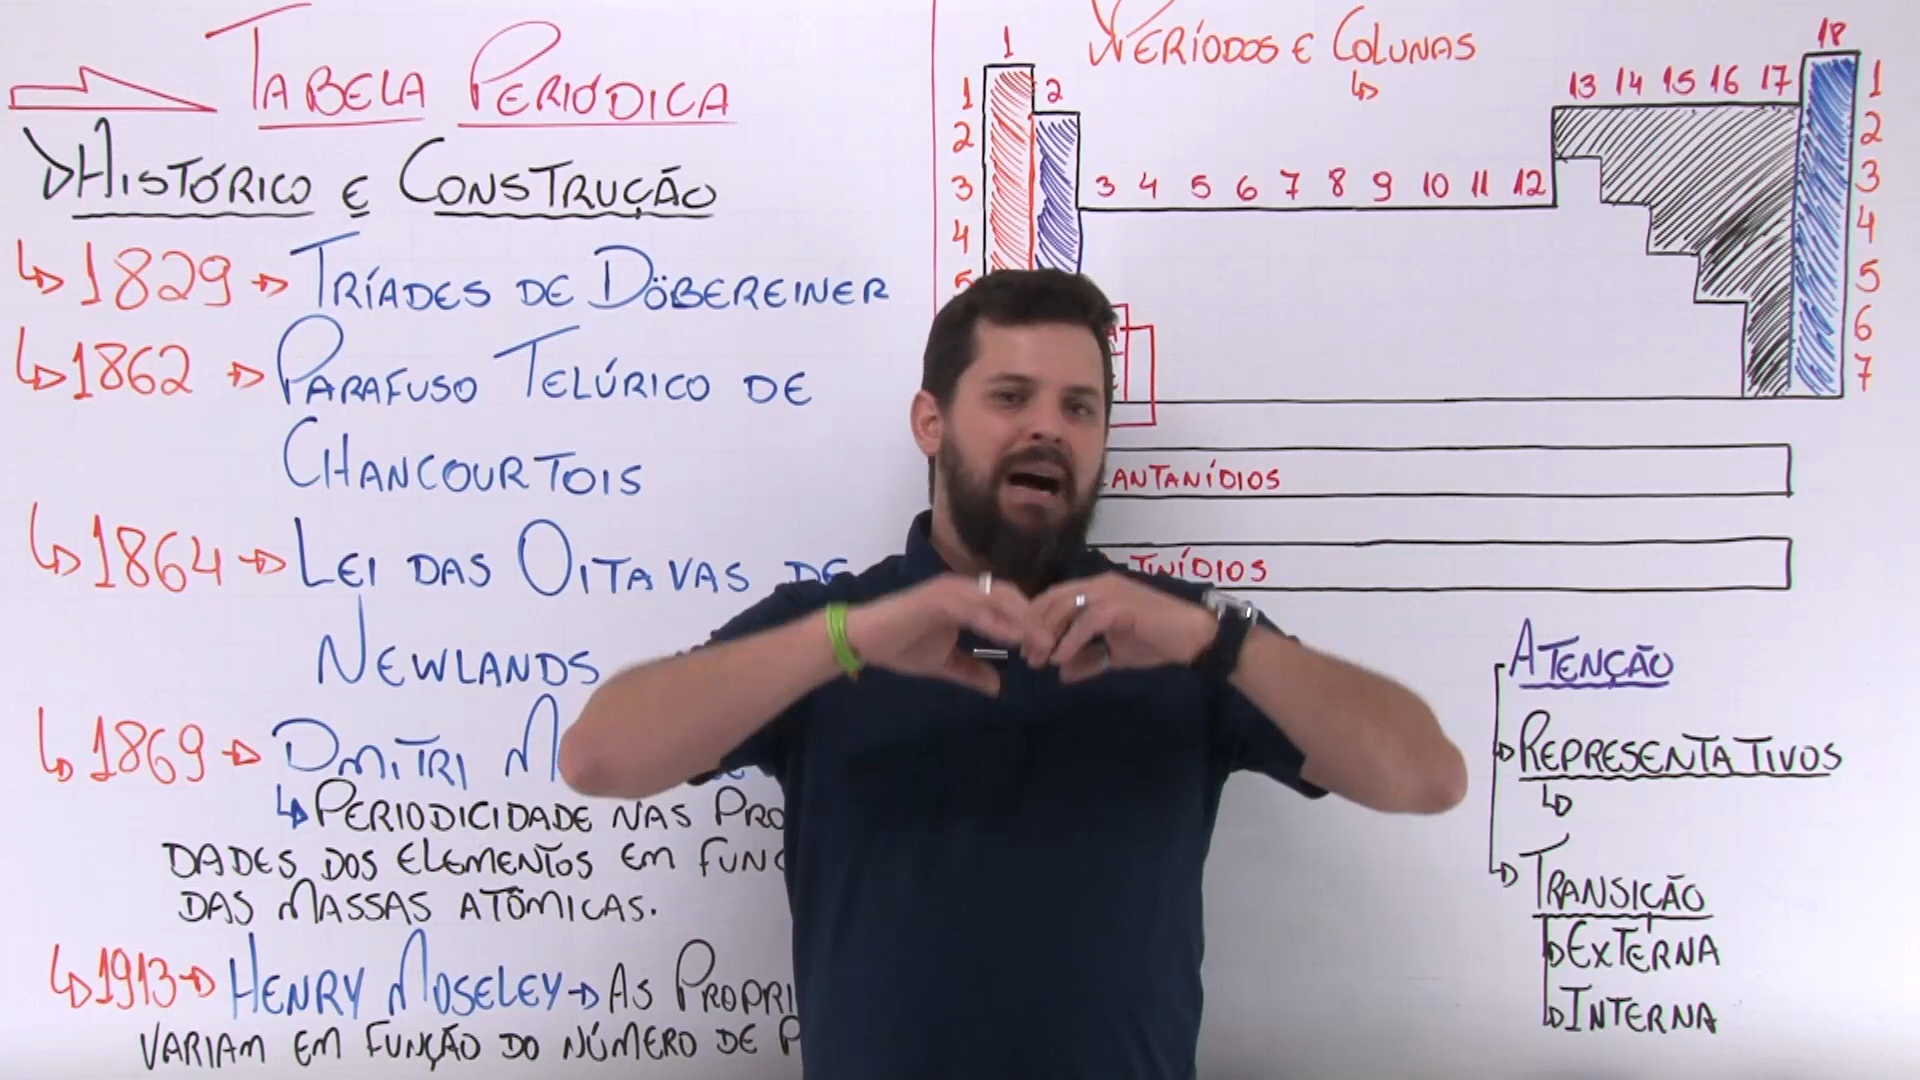 TABELA PERIÓDICA
HISTÓRICO E CONSTRUÇÃO
1829 → TRÍADES DE DÖBEREINER
1862 → PARAFUSO TELÚRICO DE
CHANCOURTOIS
1864 → LEI DAS OITAVAS DE
NEWLANDS
1869 → DMITRI M
PERIODICIDADE NAS PRO
DADES DOS ELEMENTOS EM FUNC
DAS MASSAS ATÔMICAS.
1913 → HENRY MOSELEY → AS PROPRI
VARIAM EM FUNÇÃO DO NÚMERO DE P
PERÍODOS E COLUNAS
1 18
2 13 14 15 16 17
3 4 5 6 7 8 9 10 11 12
1 1
2 2
3 3
4 4
5 5
6
7
ANTANÍDIOS
TINÍDIOS
ATENÇÃO
REPRESENTATIVOS
TRANSIÇÃO
EXTERNA
INTERNA